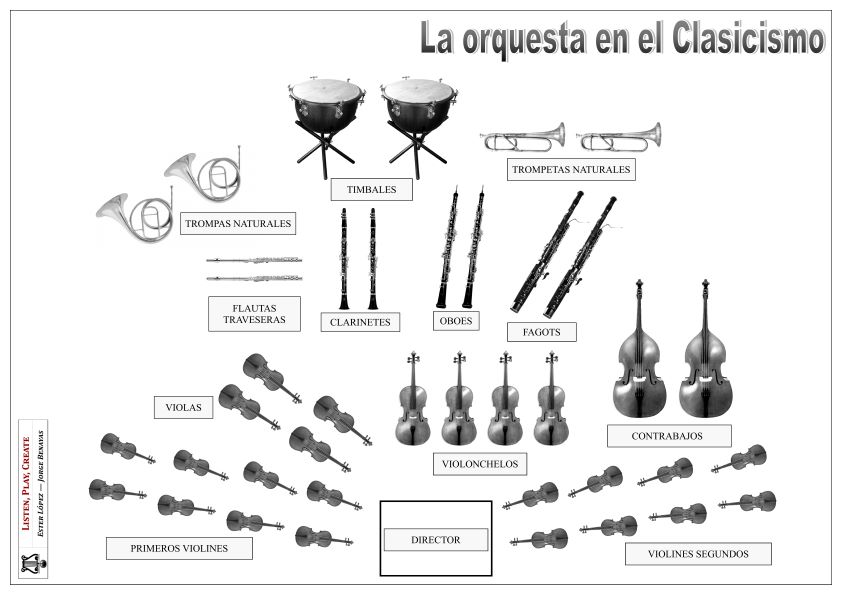 La orquesta en el Clasicismo
TIMBALES
TROMPETAS NATURALES
TROMPAS NATURALES
FLAUTAS
TRAVESERAS
CLARINETES
OBOES
FAGOTS
VIOLAS
VIOLONCHELOS
CONTRABAJOS
PRIMEROS VIOLINES
DIRECTOR
VIOLINES SEGUNDOS
LISTEN, PLAY, CREATE
ESTER LÓPEZ — JORGE BENAYAS